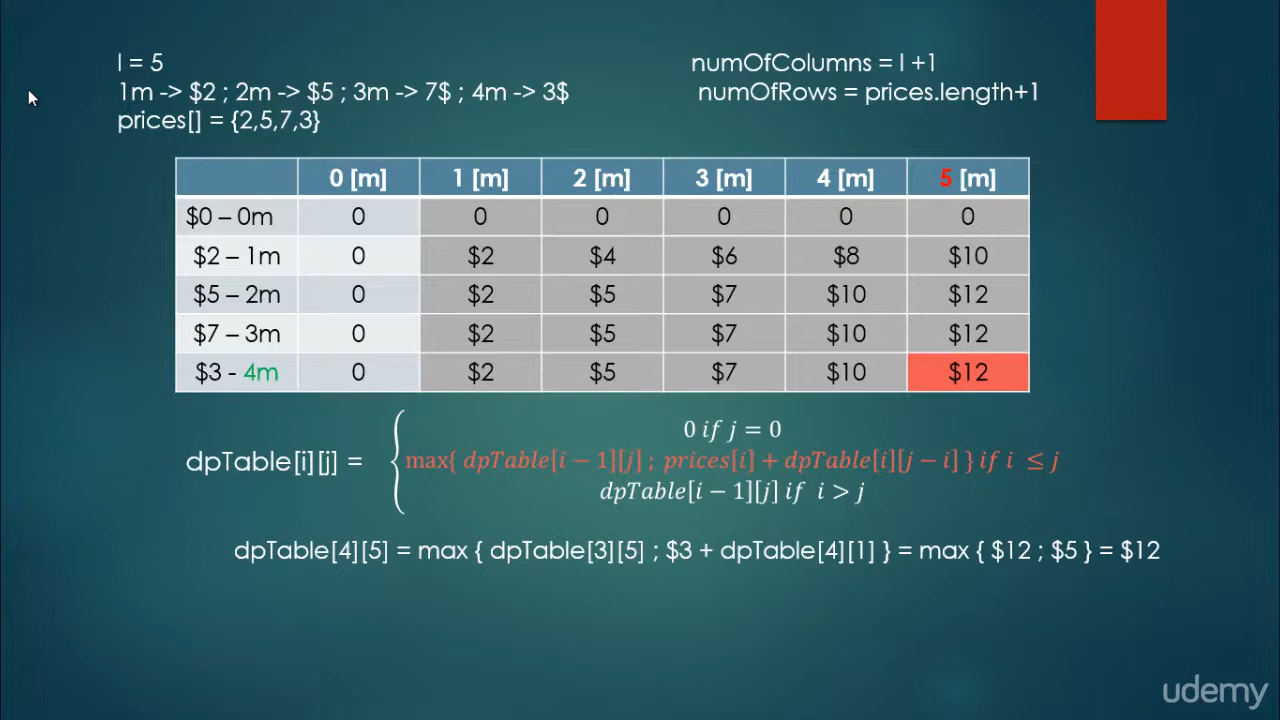 l = 5
numOfColumns = l +1
1m -> $2 ; 2m -> $5 ; 3m -> 7$ ; 4m -> 3$
numOfRows = prices.length+1
prices[] = {2,5,7,3}
0 [m] 1 [m] 2 [m] 3 [m] 4 [m] 5 [m]
$0 – 0m 0 0 0 0 0 0
$2 – 1m 0 $2 $4 $6 $8 $10
$5 – 2m 0 $2 $5 $7 $10 $12
$7 – 3m 0 $2 $5 $7 $10 $12
$3 - 4m 0 $2 $5 $7 $10 $12
0 if j = 0
dpTable[i][j] = max{ dpTable[i − 1][j] ; prices[i] + dpTable[i][j − i] } if i ≤ j
dpTable[i − 1][j] if i > j
dpTable[4][5] = max { dpTable[3][5] ; $3 + dpTable[4][1] } = max { $12 ; $5 } = $12
udemy